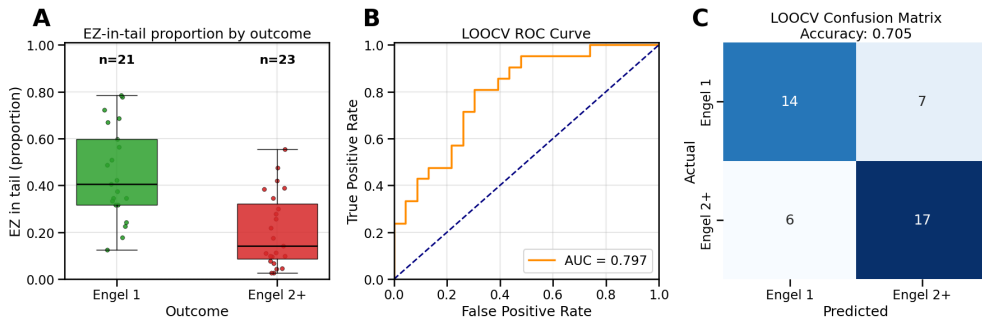 A
EZ-in-tail proportion by outcome
n=21
n=23
EZ in tail (proportion)
1.00
0.80
0.60
0.40
0.20
0.00
Engel 1
Engel 2+
Outcome
B
LOOCV ROC Curve
True Positive Rate
1.0
0.8
0.6
0.4
0.2
0.0
AUC = 0.797
0.0
0.2
0.4
0.6
0.8
1.0
False Positive Rate
C
LOOCV Confusion Matrix
Accuracy: 0.705
Actual
Engel 1
Engel 2+
14
7
6
17
Engel 1
Engel 2+
Predicted